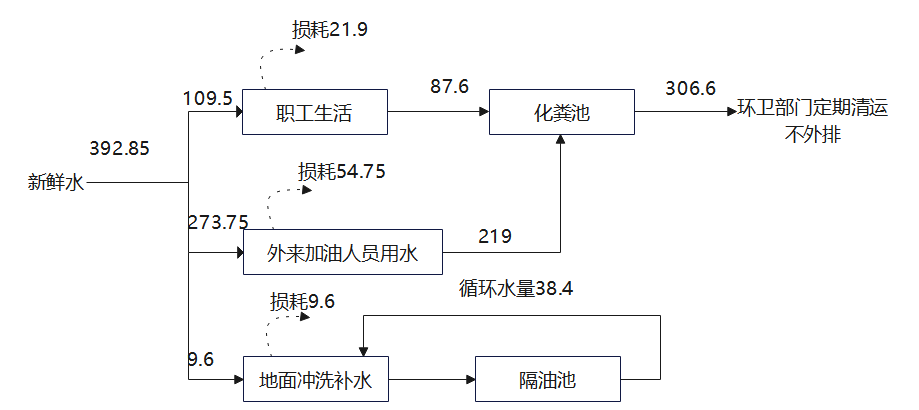 损耗21.9
109.5
职工生活
87.6
化粪池
306.6
环卫部门定期清运
不外排
392.85
新鲜水
损耗54.75
273.75
外来加油人员用水
219
循环水量38.4
损耗9.6
9.6
地面冲洗补水
隔油池